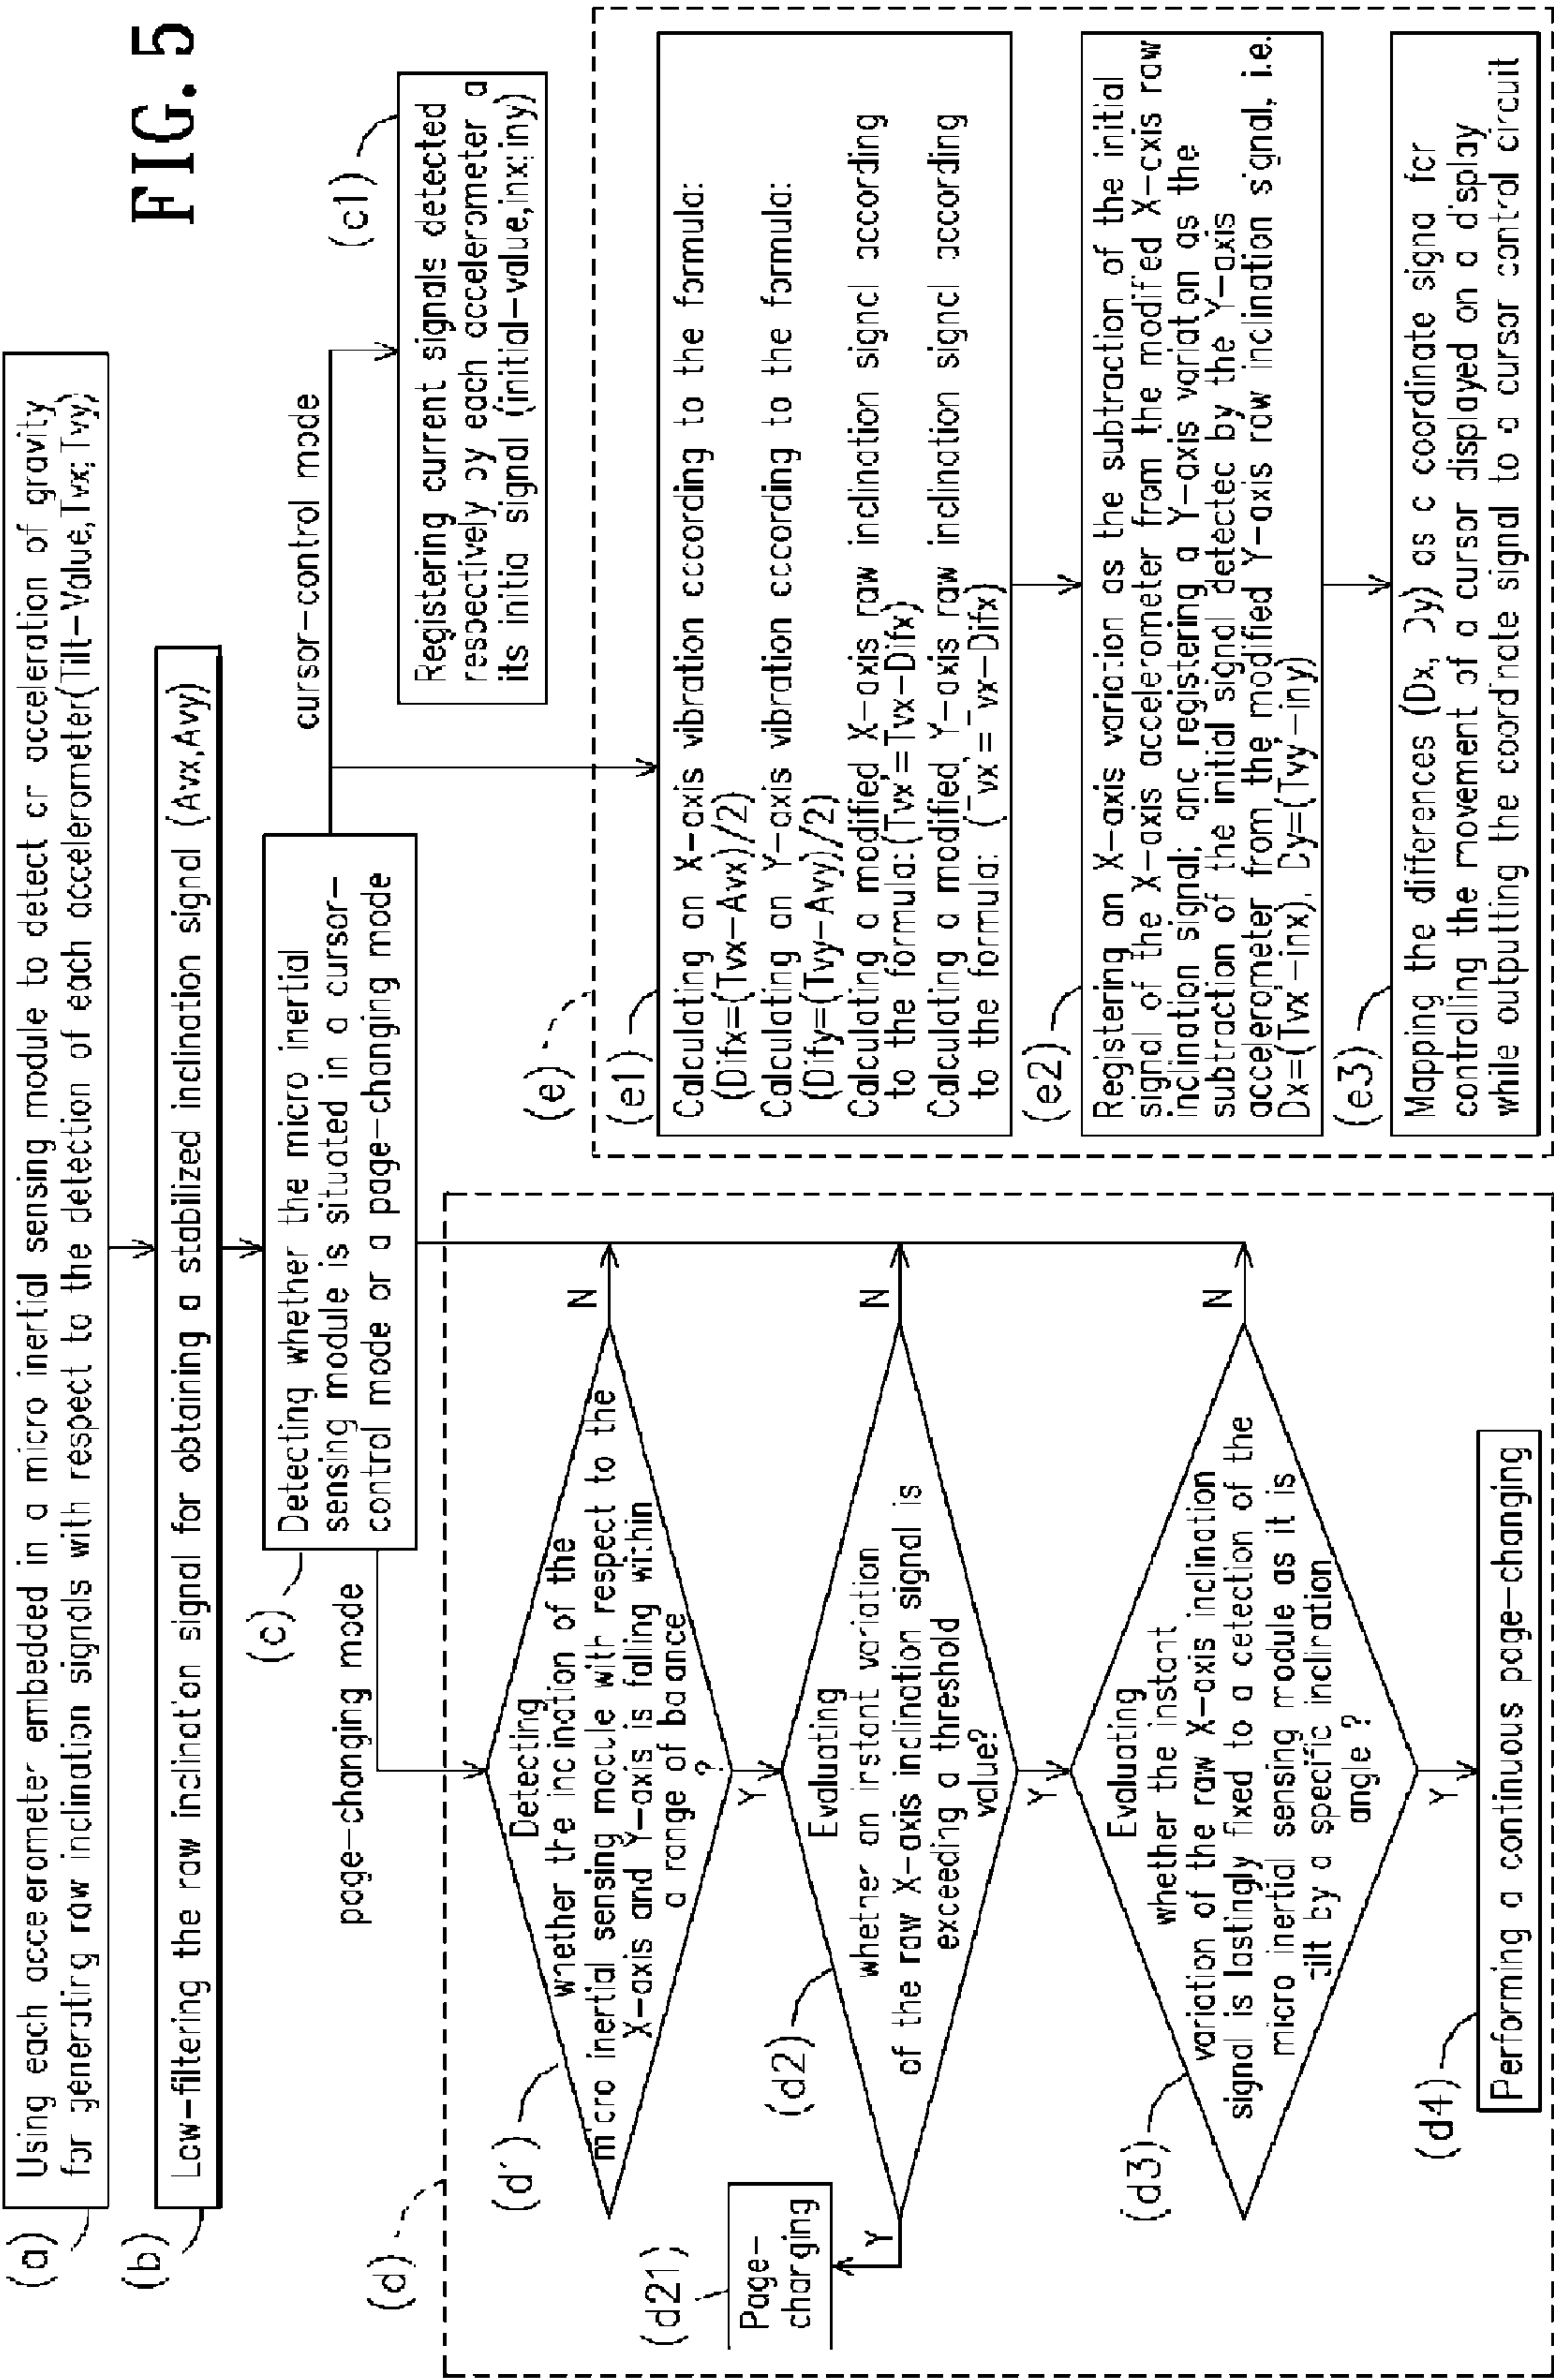 FIG. 5
(a)
Using each accelerometer embedded in a micro inertial sensing module to detect cr acceleration of gravity
for generating raw inclination signals with respect to the detection of each accelerometer(Tilt-Value,Tvx;Tvy)
(b)
Low-filtering the raw inclination signal for obtaining a stabilized inclination signal (Avx,Avy)
(c)
Detecting whether the micro inertial
sensing module is situated in a cursor-
control mode or a page-changing mode
cursor-control mode
(c1)
Registering current signals detected
respectively by each accelerometer a
its initia signal (initial-value,inx;iny)
page-changing mode
(d)
(d')
Detecting
whether the inclination of the
micro inertial sensing module with respect to the
X-axis and Y-axis is falling within
a range of balance
?
N
Y
(d2)
Evaluating
whether an instant variation
of the raw X-axis inclination signal is
exceeding a threshold
value?
N
Y
Y
(d21)
Page-
changing
(d3)
Evaluating
whether the instant
variation of the raw X-axis inclination
signal is lastingly fixed to a detection of the
micro inertial sensing module as it is
tilt by a specific inclination
angle ?
N
Y
(d4)
Performing a continuous page-changing
(e)
(e1)
Calculating an X-axis vibration according to the formula:
(Difx=(Tvx-Avx)/2)
Calculating an Y-axis vibration according to the formula:
(Dify=(Tvy-Avy)/2)
Calculating a modified X-axis raw inclination signal according
to the formula:(Tvx'=Tvx-Difx)
Calculating a modified Y-axis raw inclination signal according
to the formula: (Tvx'=Tvx-Difx)
(e2)
Registering an X-axis variation as the subtraction of the initial
signal of the X-axis accelerometer from the modified X-axis raw
inclination signal; and registering a Y-axis variation as the
subtraction of the initial signal detected by the Y-axis
accelerometer from the modified Y-axis raw inclination signal, i.e.
Dx=(Tvx'-inx), Dy=(Tvy'-iny)
(e3)
Mapping the differences (Dx, Dy) as a coordinate signa for
controlling the movement of a cursor displayed on a display
while outputting the coordinate signal to a cursor control circuit